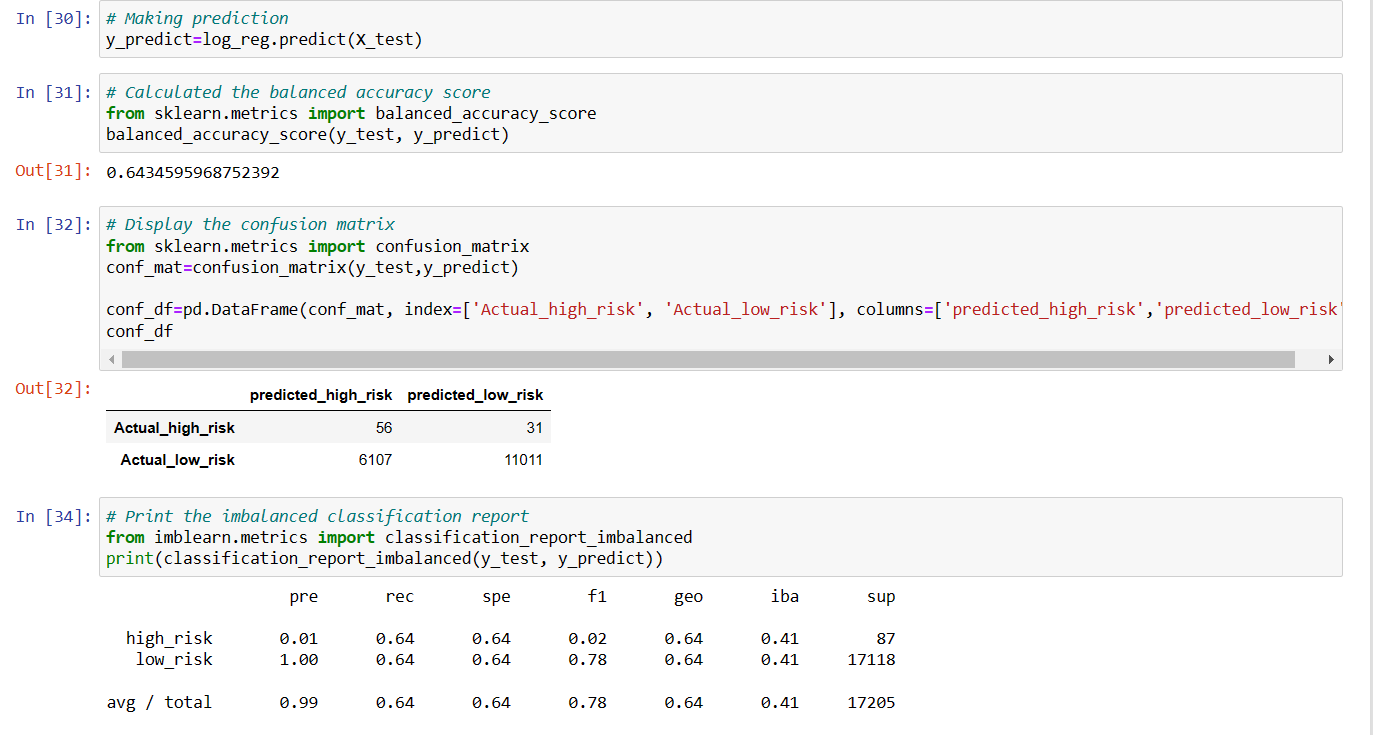 In [30]: # Making prediction
y_predict=log_reg.predict(X_test)
In [31]: # Calculated the balanced accuracy score
from sklearn.metrics import balanced_accuracy_score
balanced_accuracy_score(y_test, y_predict)
Out[31]: 0.6434595968752392
In [32]: # Display the confusion matrix
from sklearn.metrics import confusion_matrix
conf_mat=confusion_matrix(y_test,y_predict)
conf_df=pd.DataFrame(conf_mat, index=['Actual_high_risk', 'Actual_low_risk'], columns=['predicted_high_risk','predicted_low_risk'
conf_df
Out[32]:
predicted_high_risk predicted_low_risk
Actual_high_risk 56 31
Actual_low_risk 6107 11011
In [34]: # Print the imbalanced classification report
from imblearn.metrics import classification_report_imbalanced
print(classification_report_imbalanced(y_test, y_predict))
pre rec spe f1 geo iba sup
high_risk 0.01 0.64 0.64 0.02 0.64 0.41 87
low_risk 1.00 0.64 0.64 0.78 0.64 0.41 17118
avg / total 0.99 0.64 0.64 0.78 0.64 0.41 17205